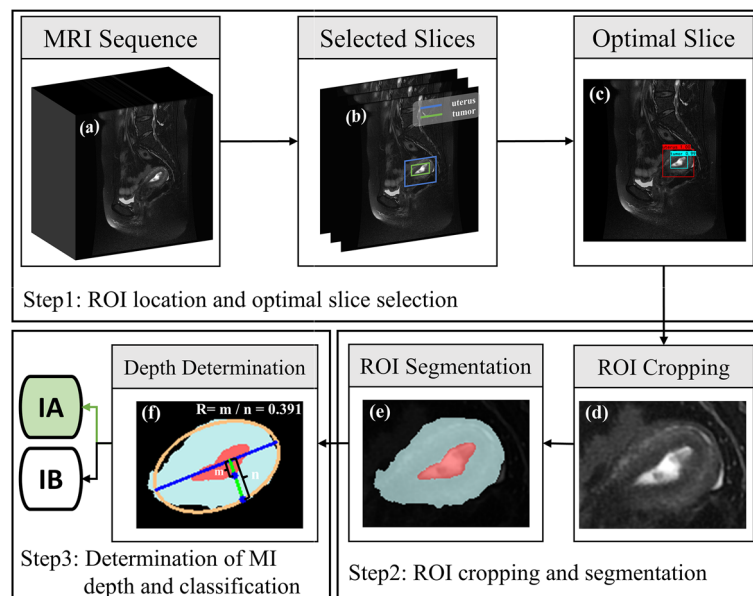 MRI Sequence
(a)
Selected Slices
(b)
uterus
tumor
Optimal Slice
(c)
Step1: ROI location and optimal slice selection
Depth Determination
(f)
R= m / n = 0.391
m
n
IA
IB
ROI Segmentation
(e)
ROI Cropping
(d)
Step3: Determination of MI
depth and classification
Step2: ROI cropping and segmentation